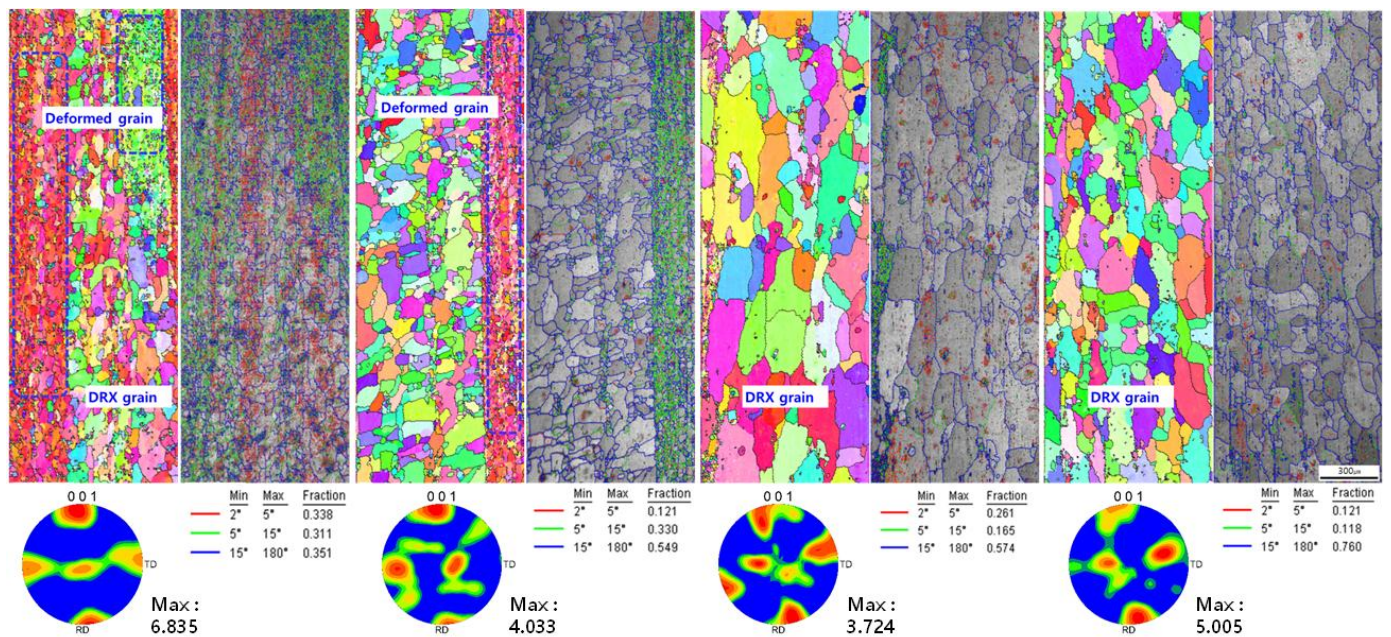 Deformed grain
DRX grain
Deformed grain
DRX grain
DRX grain
300㎛
0 0 1
TD
RD
Max :
6.835
Min Max Fraction
2° 5° 0.338
5° 15° 0.311
15° 180° 0.351
0 0 1
TD
RD
Max :
4.033
Min Max Fraction
2° 5° 0.121
5° 15° 0.330
15° 180° 0.549
0 0 1
TD
RD
Max :
3.724
Min Max Fraction
2° 5° 0.261
5° 15° 0.165
15° 180° 0.574
0 0 1
TD
RD
Max :
5.005
Min Max Fraction
2° 5° 0.121
5° 15° 0.118
15° 180° 0.760